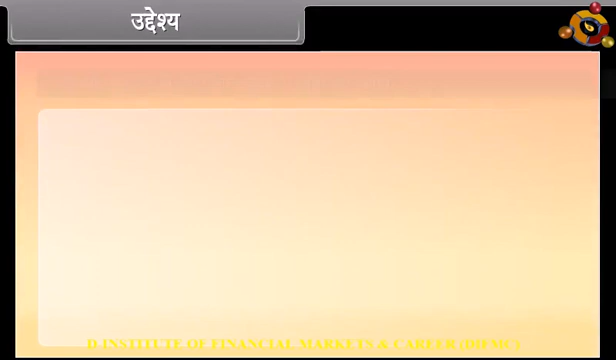 उद्देश्य
D INSTITUTE OF FINANCIAL MARKETS & CAREER (DIFMC)